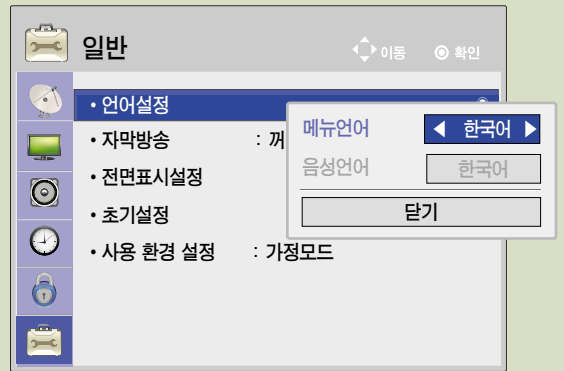 일반
이동 확인
• 언어설정
• 자막방송 : 꺼
• 전면표시설정
• 초기설정
• 사용 환경 설정 : 가정모드
메뉴언어 ◀ 한국어 ▶
음성언어 한국어
닫기